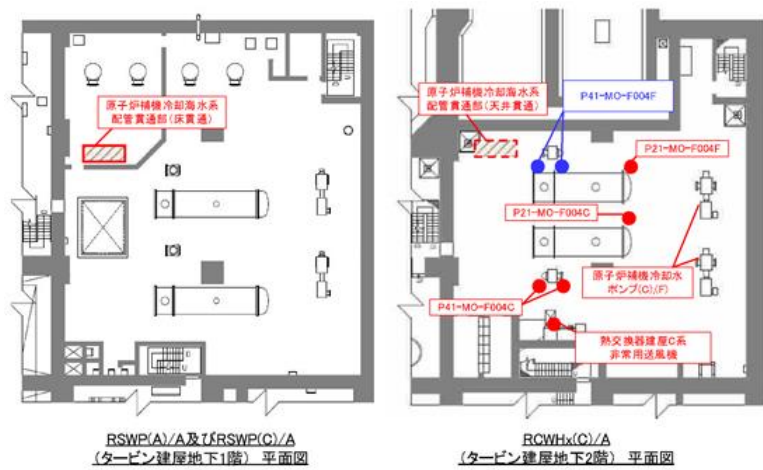 原子炉補機冷却海水系
配管貫通部(床貫通)
RSWP(A)/A及びRSWP(C)/A
(タービン建屋地下1階) 平面図
原子炉補機冷却海水系
配管貫通部(天井貫通)
P41-MO-F004F
P21-MO-F004F
P21-MO-F004C
原子炉補機冷却水
ポンプ(C),(F)
P41-MO-F004C
熱交換器建屋C系
非常用送風機
RCWHx(C)/A
(タービン建屋地下2階) 平面図